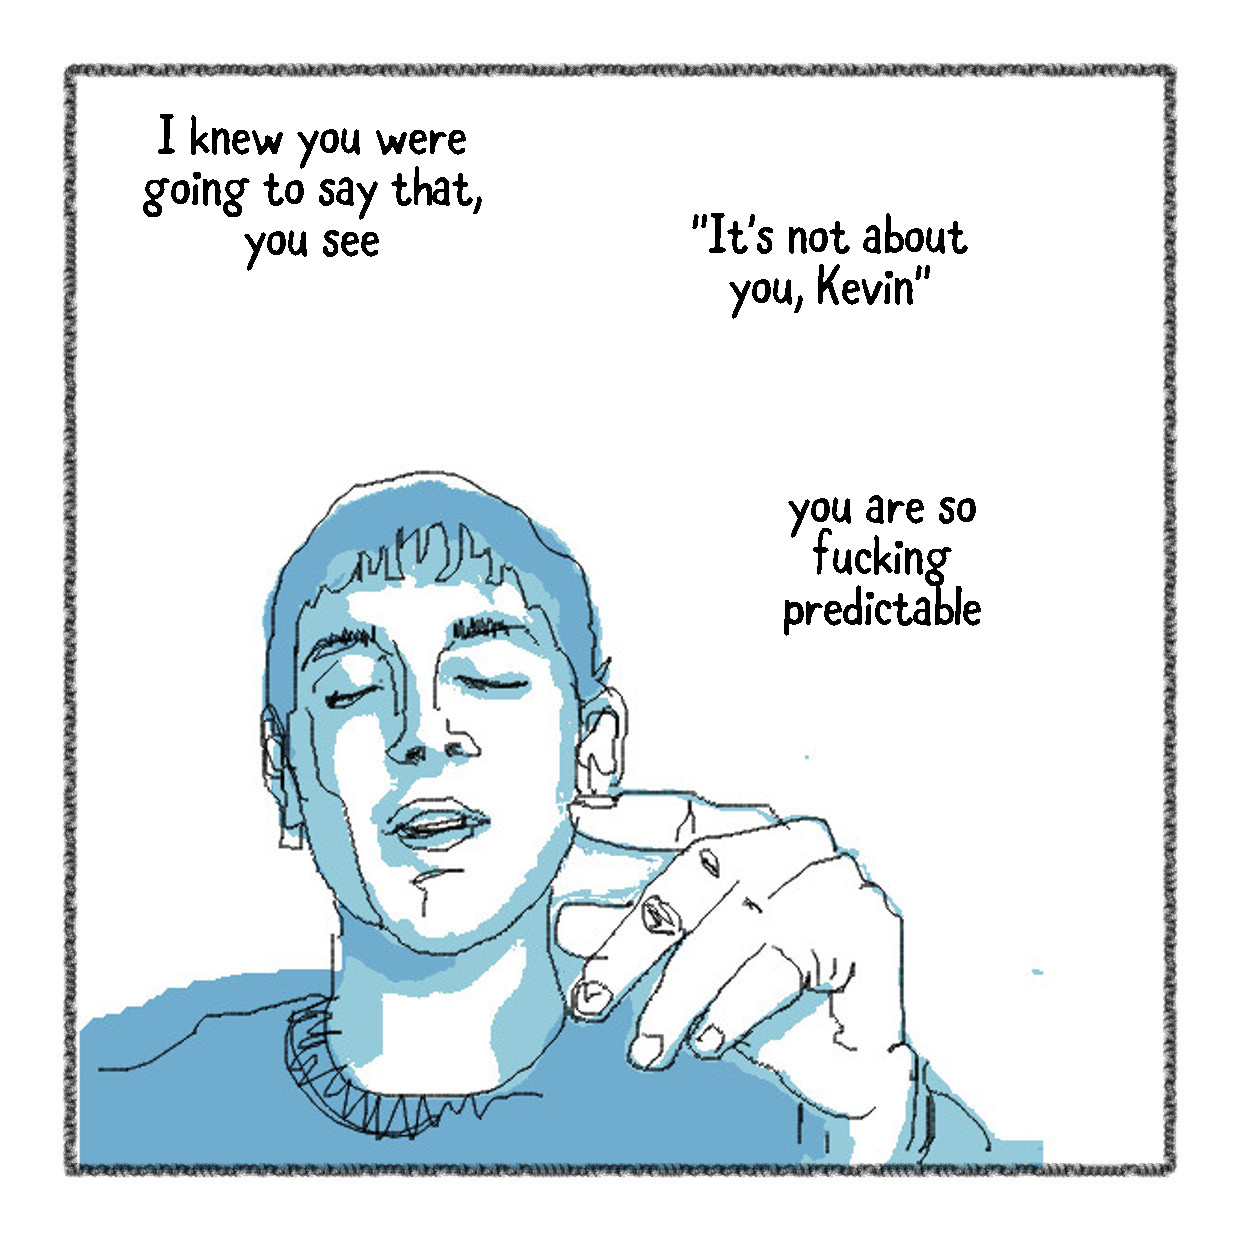 I knew you were
going to say that,
you see
"It's not about
you, Kevin"
you are so
fucking
predictable